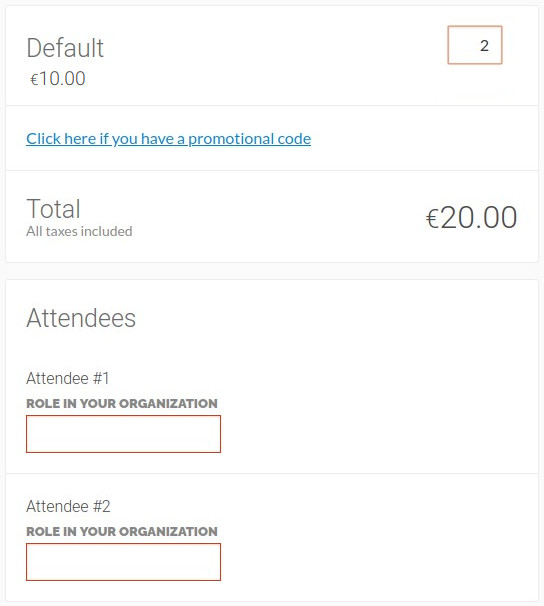 Default
2
€10.00
Click here if you have a promotional code
Total
€20.00
All taxes included
Attendees
Attendee #1
ROLE IN YOUR ORGANIZATION
Attendee #2
ROLE IN YOUR ORGANIZATION